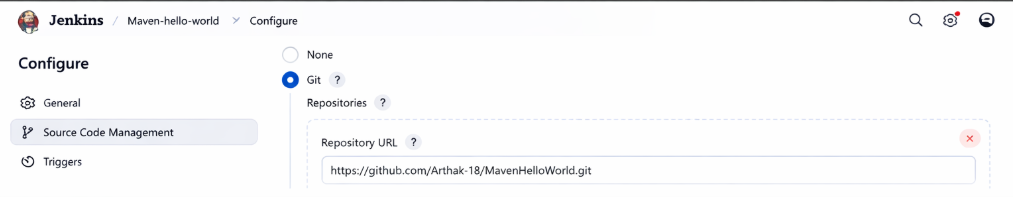 Jenkins / Maven-hello-world > Configure
Configure
None
Git ?
Repositories ?
General
Source Code Management
Triggers
Repository URL ?
https://github.com/Arthak-18/MavenHelloWorld.git